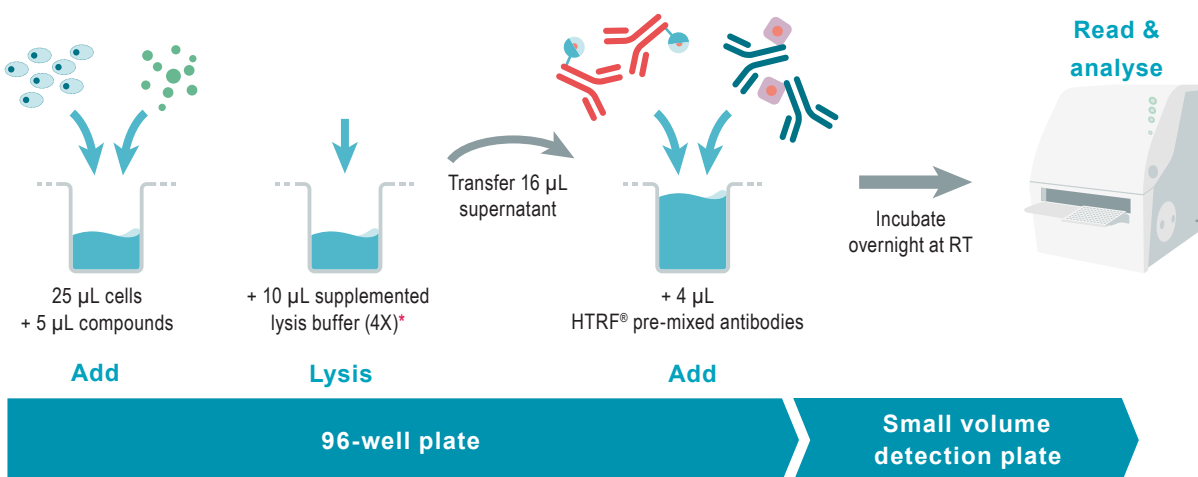 Read &
analyse
Transfer 16 µL
supernatant
Incubate
overnight at RT
25 µL cells
+ 5 µL compounds
+ 10 µL supplemented
lysis buffer (4X)*
+ 4 µL
HTRF® pre-mixed antibodies
Add
Lysis
Add
96-well plate
Small volume
detection plate